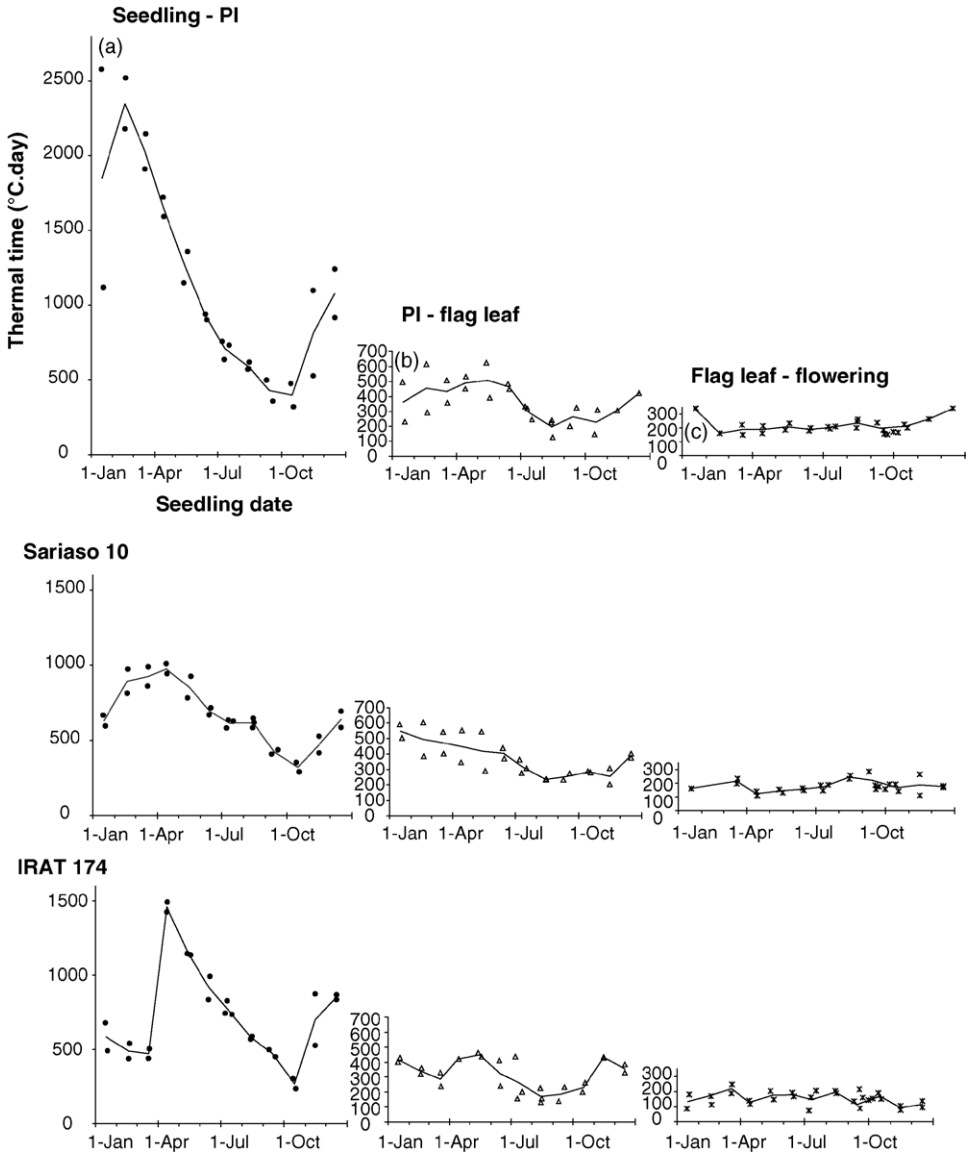 Seedling - PI
(a)
2500
2000
1500
1000
500
0
Thermal time (°C.day)
1-Jan 1-Apr 1-Jul 1-Oct
Seedling date
PI - flag leaf
(b)
700
600
500
400
300
200
100
0
1-Jan 1-Apr 1-Jul 1-Oct
Flag leaf - flowering
(c)
300
200
100
0
1-Jan 1-Apr 1-Jul 1-Oct
Sariaso 10
1500
1000
500
0
1-Jan 1-Apr 1-Jul 1-Oct
700
600
500
400
300
200
100
0
1-Jan 1-Apr 1-Jul 1-Oct
300
200
100
0
1-Jan 1-Apr 1-Jul 1-Oct
IRAT 174
1500
1000
500
0
1-Jan 1-Apr 1-Jul 1-Oct
700
600
500
400
300
200
100
0
1-Jan 1-Apr 1-Jul 1-Oct
300
200
100
0
1-Jan 1-Apr 1-Jul 1-Oct